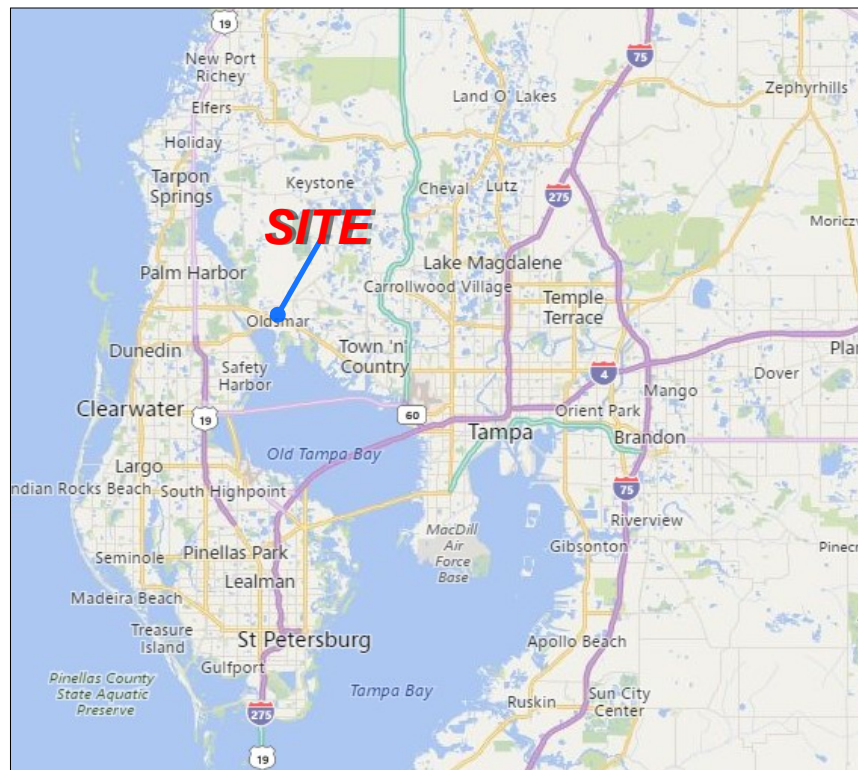 19
New Port
Richey
75
Zephyrhills
Land O' Lakes
Elfers
Holiday
Tarpon
Springs
Keystone
Cheval
Lutz
275
SITE
Palm Harbor
Lake Magdalene
Carrollwood Village
Temple
Terrace
Oldsmar
Dunedin
Town 'n'
Country
Safety
Harbor
4
Mango
Dover
Plan
Clearwater
19
60
Orient Park
Tampa
Brandon
Old Tampa Bay
Largo
ndian Rocks Beach
South Highpoint
75
Riverview
MacDill
Air
Force
Base
Gibsonton
Pinecr
Seminole
Pinellas Park
Lealman
Madeira Beach
Treasure
Island
St Petersburg
Apollo Beach
Gulfport
Pinellas County
State Aquatic
Preserve
Tampa Bay
275
Ruskin
Sun City
Center
19